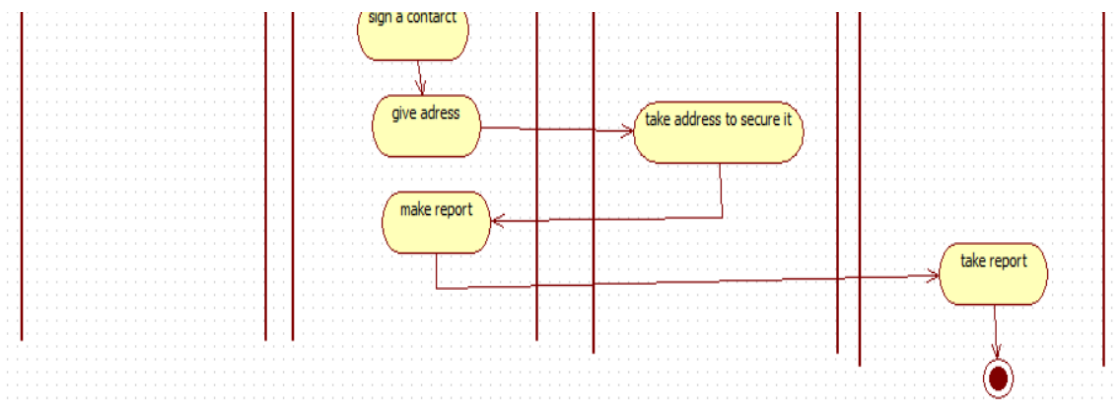 sign a contarct
give adress
take address to secure it
make report
take report